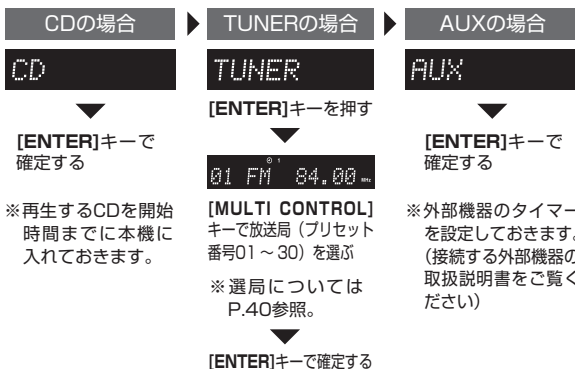 CDの場合
CD
[ENTER]キーで
確定する
※再生するCDを開始
時間までに本機に
入れておきます。
TUNERの場合
TUNER
[ENTER]キーを押す
01 FM 84.00 MHz
[MULTI CONTROL]
キーで放送局（プリセット
番号01～30）を選ぶ
※選局については
P.40参照。
[ENTER]キーで確定する
AUXの場合
AUX
[ENTER]キーで
確定する
※外部機器のタイマー
を設定しておきます。
（接続する外部機器の
取扱説明書をご覧く
ださい）